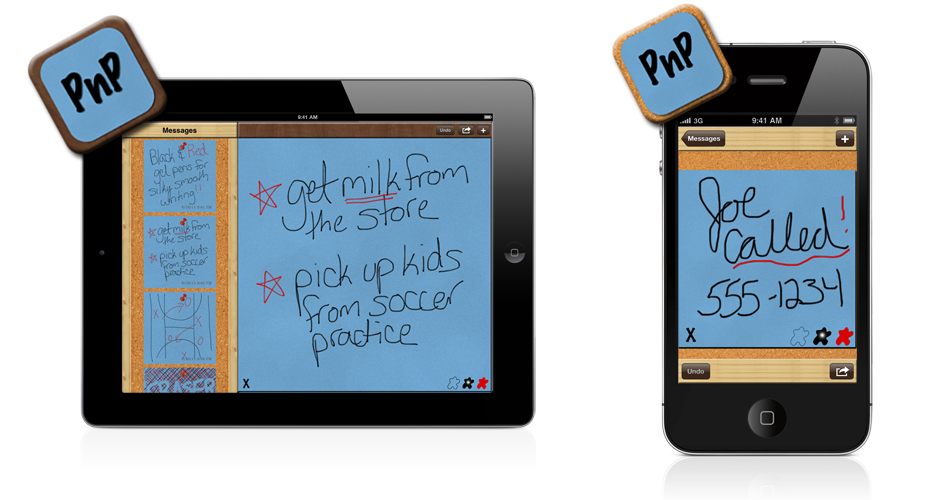 PnP
9:41 AM
Messages
Undo
Black & Red
gel pens for
silky smooth
writing!!
get milk from
the store
pick up kids
from soccer
practice
X
X
O
O
X
ERASER
get milk from
the store
pick up kids
from soccer
practice
X
PnP
3G
9:41 AM
Messages
+
Joe
Called!
555-1234
X
Undo